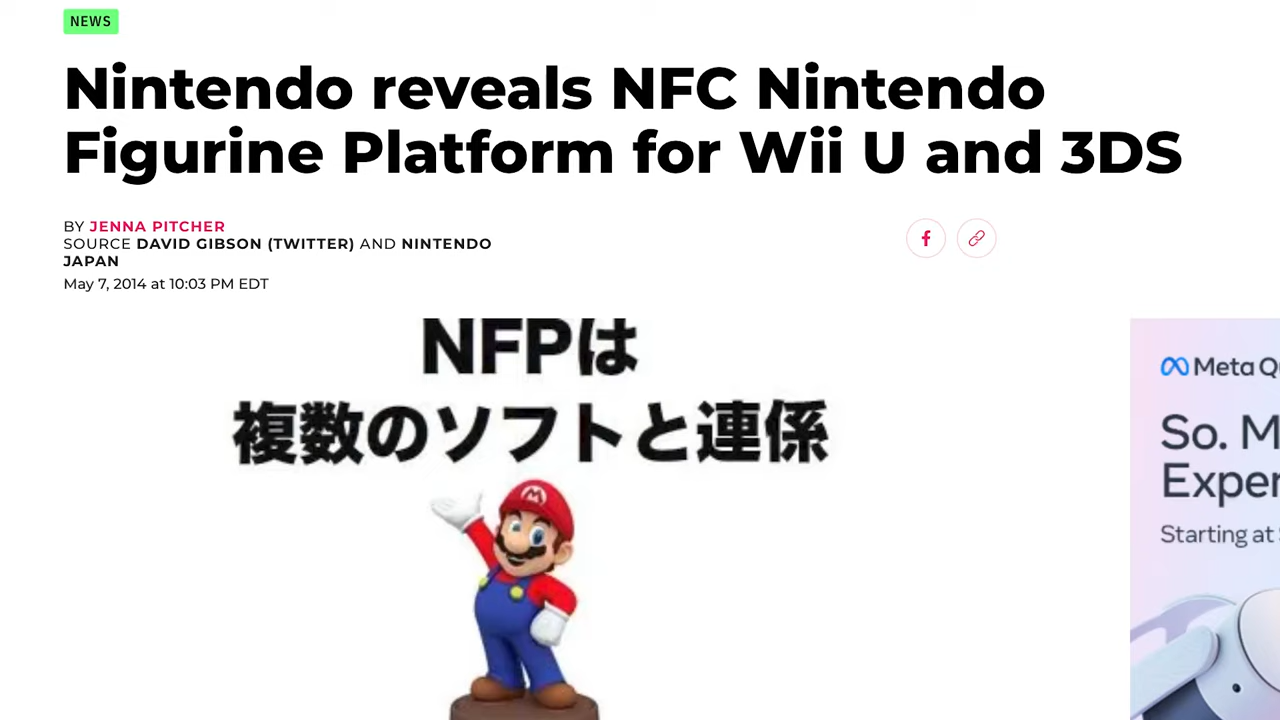 NEWS
Nintendo reveals NFC Nintendo
Figurine Platform for Wii U and 3DS
BY JENNA PITCHER
SOURCE DAVID GIBSON (TWITTER) AND NINTENDO
JAPAN
May 7, 2014 at 10:03 PM EDT
NFPは
複数のソフトと連係
M
Meta
So.
Starting at